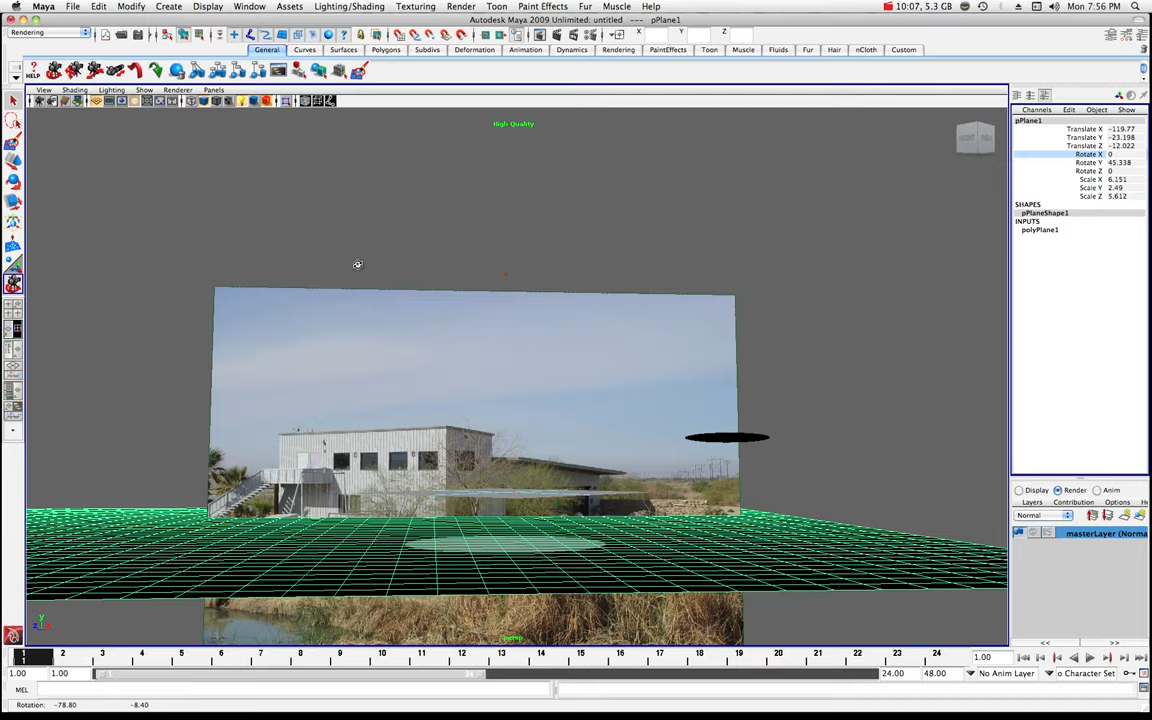 Maya File Edit Modify Create Display Window Assets Lighting/Shading Texturing Render Toon Paint Effects Fur Muscle Help 10:07, 5.3 GB Mon 7:56 PM
Autodesk Maya 2009 Unlimited: untitled --- pPlane1
Rendering X Y Z
General Curves Surfaces Polygons Subdivs Deformation Animation Dynamics Rendering PaintEffects Toon Muscle Fluids Fur Hair nCloth Custom
HELP
View Shading Lighting Show Renderer Panels
Channels Edit Object Show
pPlane1
Translate X -119.77
Translate Y -23.198
Translate Z -12.022
Rotate X 0
Rotate Y 45.338
Rotate Z 0
Scale X 6.151
Scale Y 2.49
Scale Z 5.612
SHAPES
pPlaneShape1
INPUTS
polyPlane1
High Quality
FRONT
persp
Display Render Anim
Layers Contribution Options H
Normal
masterLayer (Norma
<< >>
1 2 3 4 5 6 7 8 9 10 11 12 13 14 15 16 17 18 19 20 21 22 23 24 1.00
1
1.00 1.00 1 24 24.00 48.00 No Anim Layer o Character Set
MEL
Rotation: -78.80 -8.40